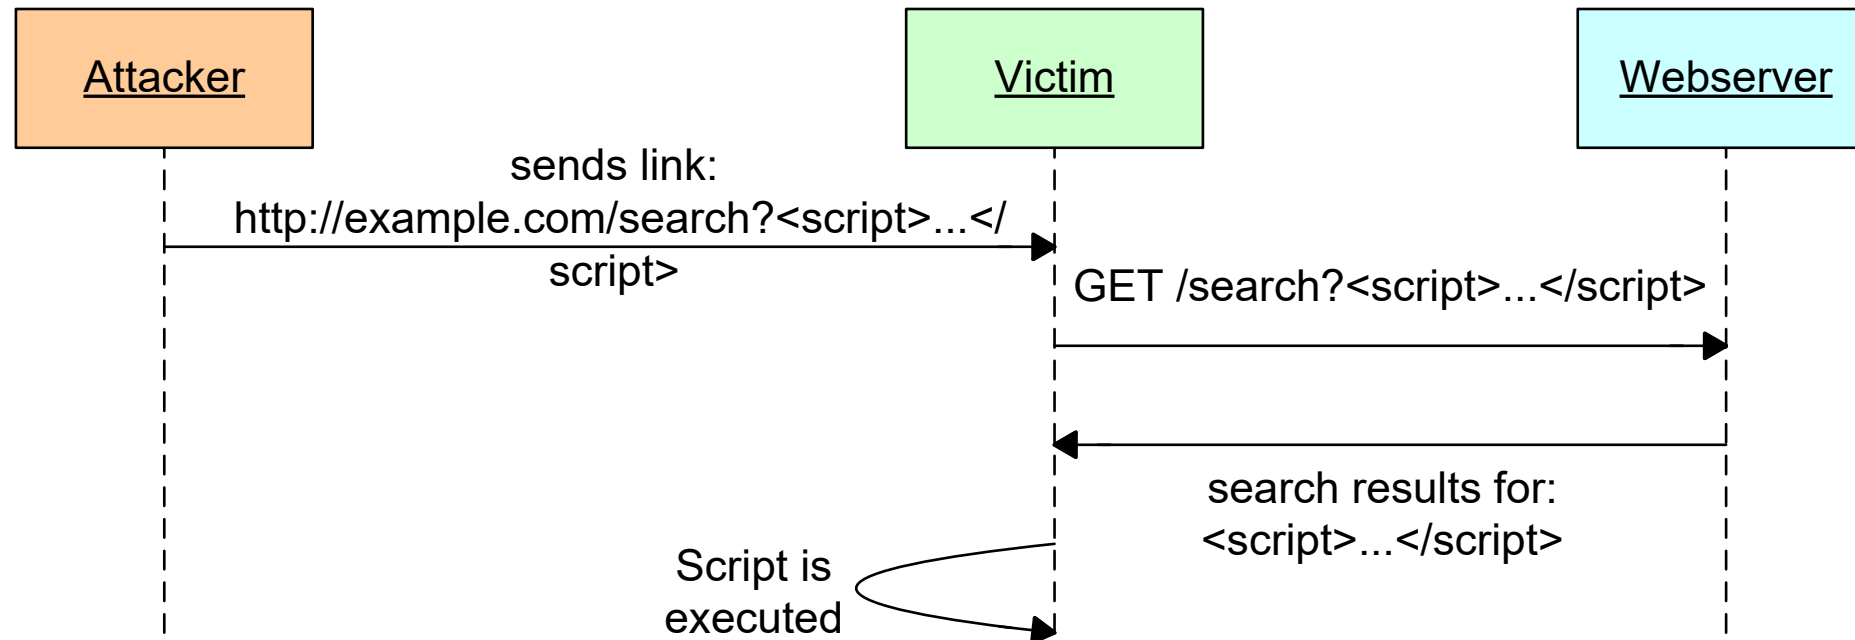 Attacker
Victim
Webserver
sends link:
http://example.com/search?<script>...</
script>
GET /search?<script>...</script>
search results for:
<script>...</script>
Script is
executed